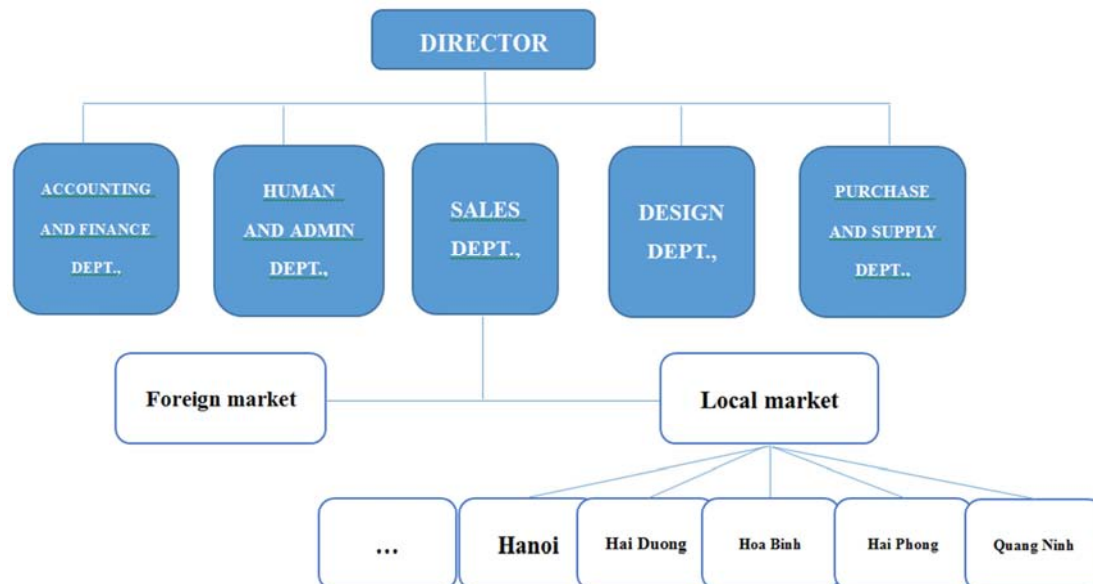 DIRECTOR
ACCOUNTING
AND FINANCE
DEPT.,
HUMAN
AND ADMIN
DEPT.,
SALES
DEPT.,
DESIGN
DEPT.,
PURCHASE
AND SUPPLY
DEPT.,
Foreign market
Local market
...
Hanoi
Hai Duong
Hoa Binh
Hai Phong
Quang Ninh